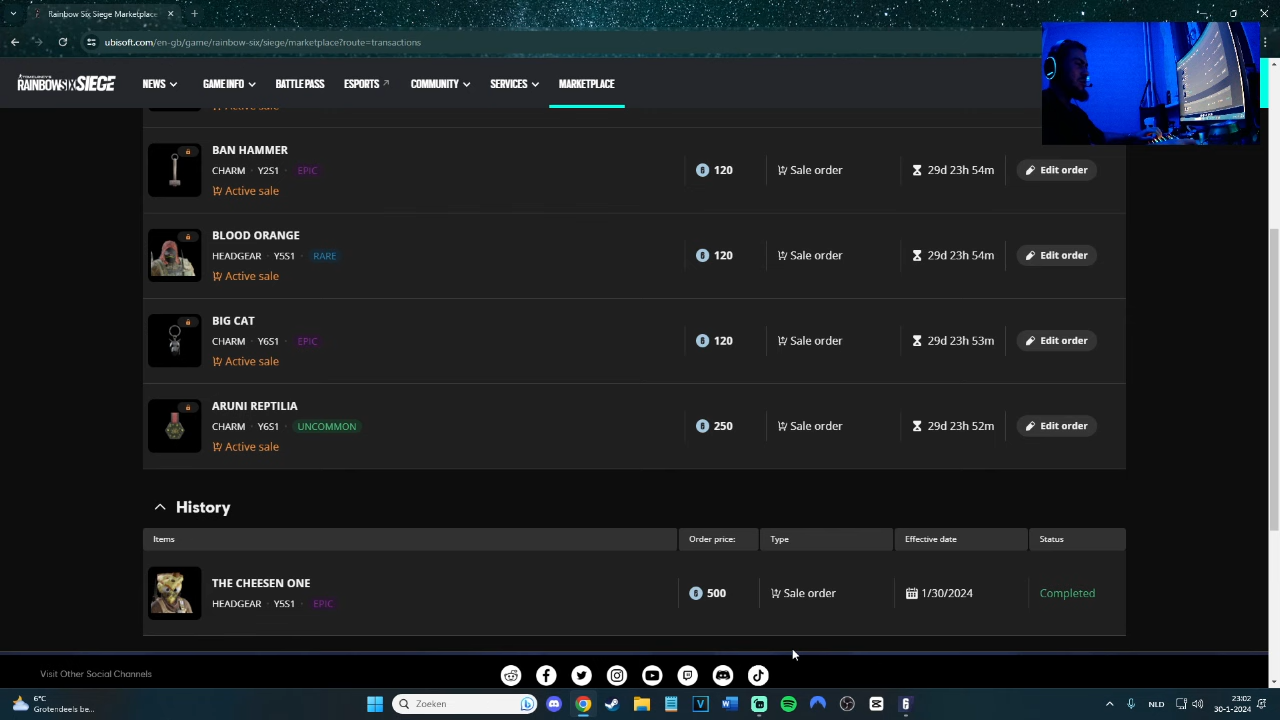 Rainbow Six Siege Marketplace
ubisoft.com/en-gb/game/rainbow-six/siege/marketplace?route=transactions
RAINBOWSIX SIEGE
NEWS
GAME INFO
BATTLE PASS
ESPORTS
COMMUNITY
SERVICES
MARKETPLACE
Active sale
BAN HAMMER
CHARM · Y2S1 · EPIC
Active sale
120
Sale order
29d 23h 54m
Edit order
BLOOD ORANGE
HEADGEAR · Y5S1 · RARE
Active sale
120
Sale order
29d 23h 54m
Edit order
BIG CAT
CHARM · Y6S1 · EPIC
Active sale
120
Sale order
29d 23h 53m
Edit order
ARUNI REPTILIA
CHARM · Y6S1 · UNCOMMON
Active sale
250
Sale order
29d 23h 52m
Edit order
History
Items
Order price:
Type
Effective date
Status
THE CHEESEN ONE
HEADGEAR · Y5S1 · EPIC
500
Sale order
1/30/2024
Completed
Visit Other Social Channels
6°C
Grotendeels be...
Zoeken
NLD
23:02
30-1-2024